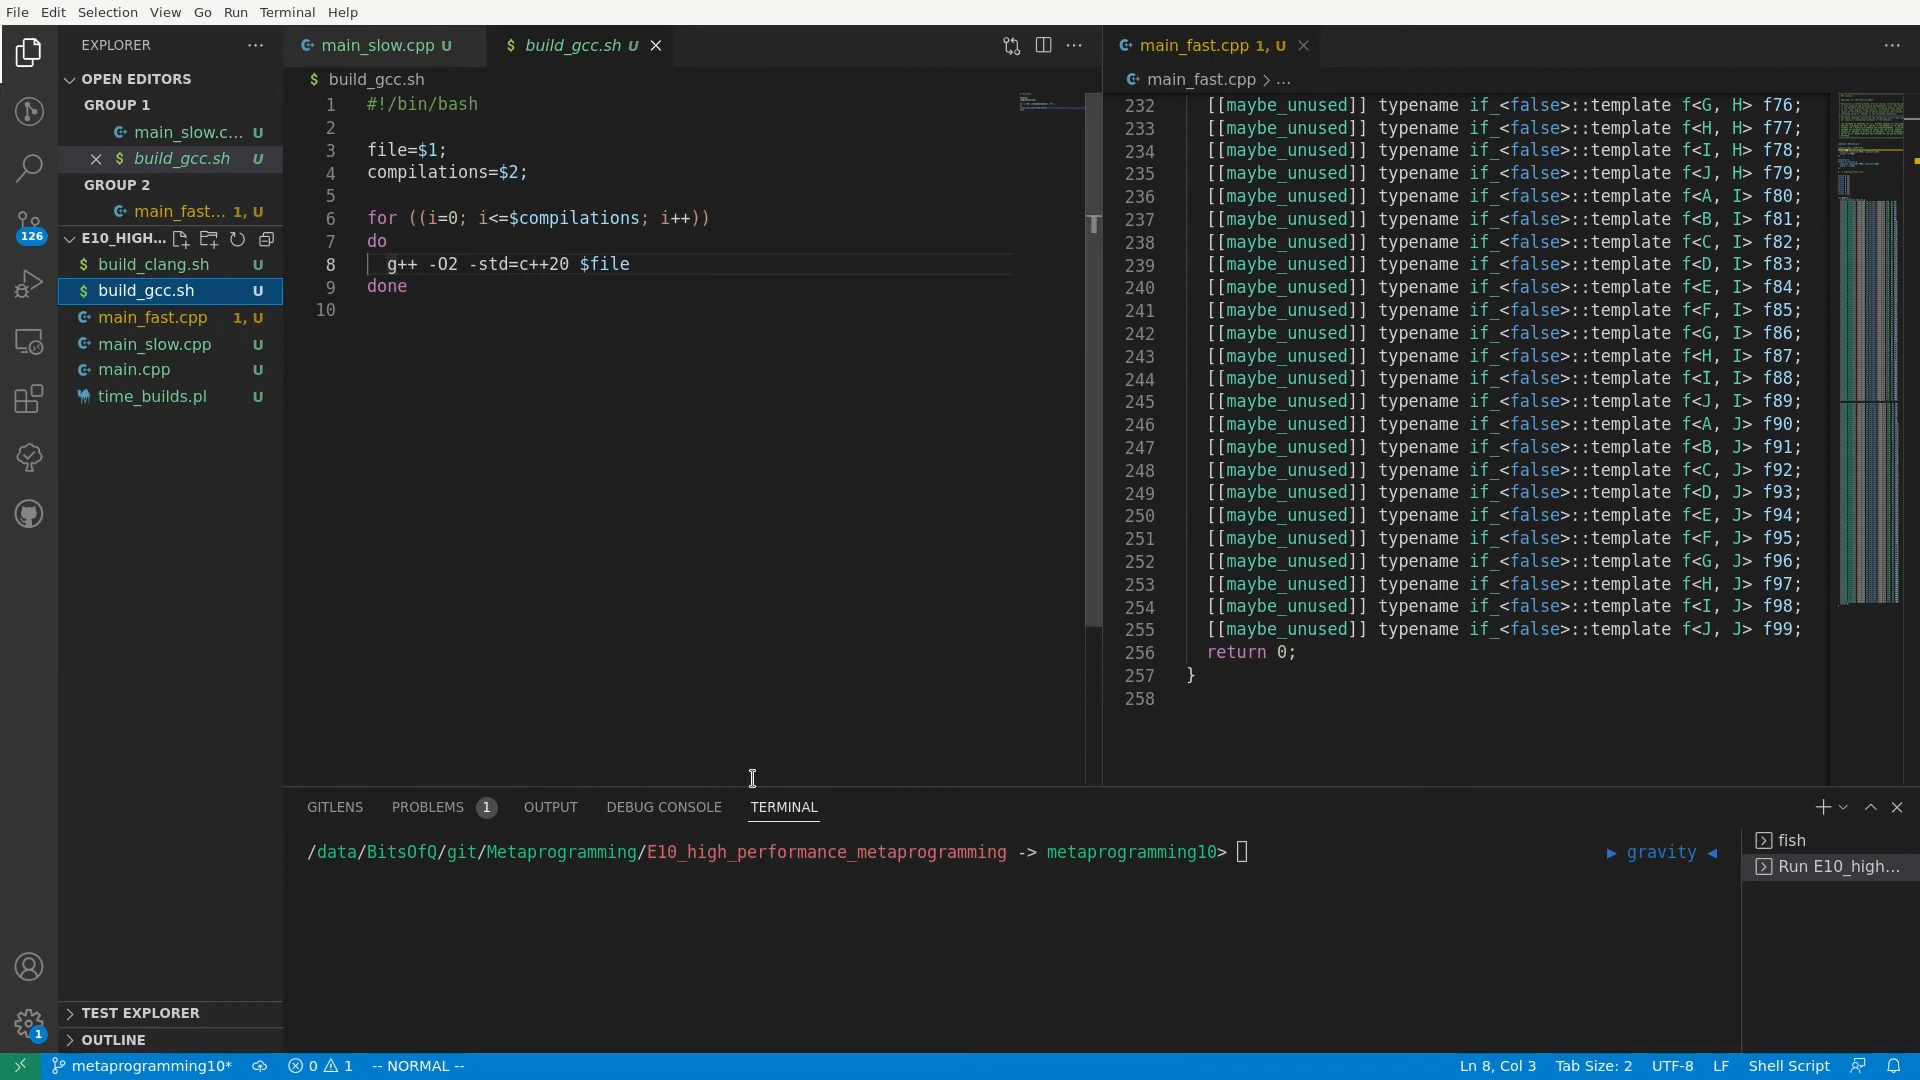 File Edit Selection View Go Run Terminal Help
EXPLORER
OPEN EDITORS
GROUP 1
main_slow.c... U
build_gcc.sh U
GROUP 2
main_fast... 1, U
E10_HIGH...
build_clang.sh U
build_gcc.sh U
main_fast.cpp 1, U
main_slow.cpp U
main.cpp U
time_builds.pl U
TEST EXPLORER
OUTLINE
126
1
main_slow.cpp U
build_gcc.sh U
build_gcc.sh
1 #!/bin/bash
2
3 file=$1;
4 compilations=$2;
5
6 for ((i=0; i<=$compilations; i++))
7 do
8 g++ -O2 -std=c++20 $file
9 done
10
main_fast.cpp 1, U
main_fast.cpp > ...
232 [[maybe_unused]] typename if_<false>::template f<G, H> f76;
233 [[maybe_unused]] typename if_<false>::template f<H, H> f77;
234 [[maybe_unused]] typename if_<false>::template f<I, H> f78;
235 [[maybe_unused]] typename if_<false>::template f<J, H> f79;
236 [[maybe_unused]] typename if_<false>::template f<A, I> f80;
237 [[maybe_unused]] typename if_<false>::template f<B, I> f81;
238 [[maybe_unused]] typename if_<false>::template f<C, I> f82;
239 [[maybe_unused]] typename if_<false>::template f<D, I> f83;
240 [[maybe_unused]] typename if_<false>::template f<E, I> f84;
241 [[maybe_unused]] typename if_<false>::template f<F, I> f85;
242 [[maybe_unused]] typename if_<false>::template f<G, I> f86;
243 [[maybe_unused]] typename if_<false>::template f<H, I> f87;
244 [[maybe_unused]] typename if_<false>::template f<I, I> f88;
245 [[maybe_unused]] typename if_<false>::template f<J, I> f89;
246 [[maybe_unused]] typename if_<false>::template f<A, J> f90;
247 [[maybe_unused]] typename if_<false>::template f<B, J> f91;
248 [[maybe_unused]] typename if_<false>::template f<C, J> f92;
249 [[maybe_unused]] typename if_<false>::template f<D, J> f93;
250 [[maybe_unused]] typename if_<false>::template f<E, J> f94;
251 [[maybe_unused]] typename if_<false>::template f<F, J> f95;
252 [[maybe_unused]] typename if_<false>::template f<G, J> f96;
253 [[maybe_unused]] typename if_<false>::template f<H, J> f97;
254 [[maybe_unused]] typename if_<false>::template f<I, J> f98;
255 [[maybe_unused]] typename if_<false>::template f<J, J> f99;
256 return 0;
257 }
258
GITLENS PROBLEMS 1 OUTPUT DEBUG CONSOLE TERMINAL
/data/BitsOfQ/git/Metaprogramming/E10_high_performance_metaprogramming -> metaprogramming10> ▶ gravity ◀
fish
Run E10_high...
metaprogramming10* 0 1 -- NORMAL -- Ln 8, Col 3 Tab Size: 2 UTF-8 LF Shell Script